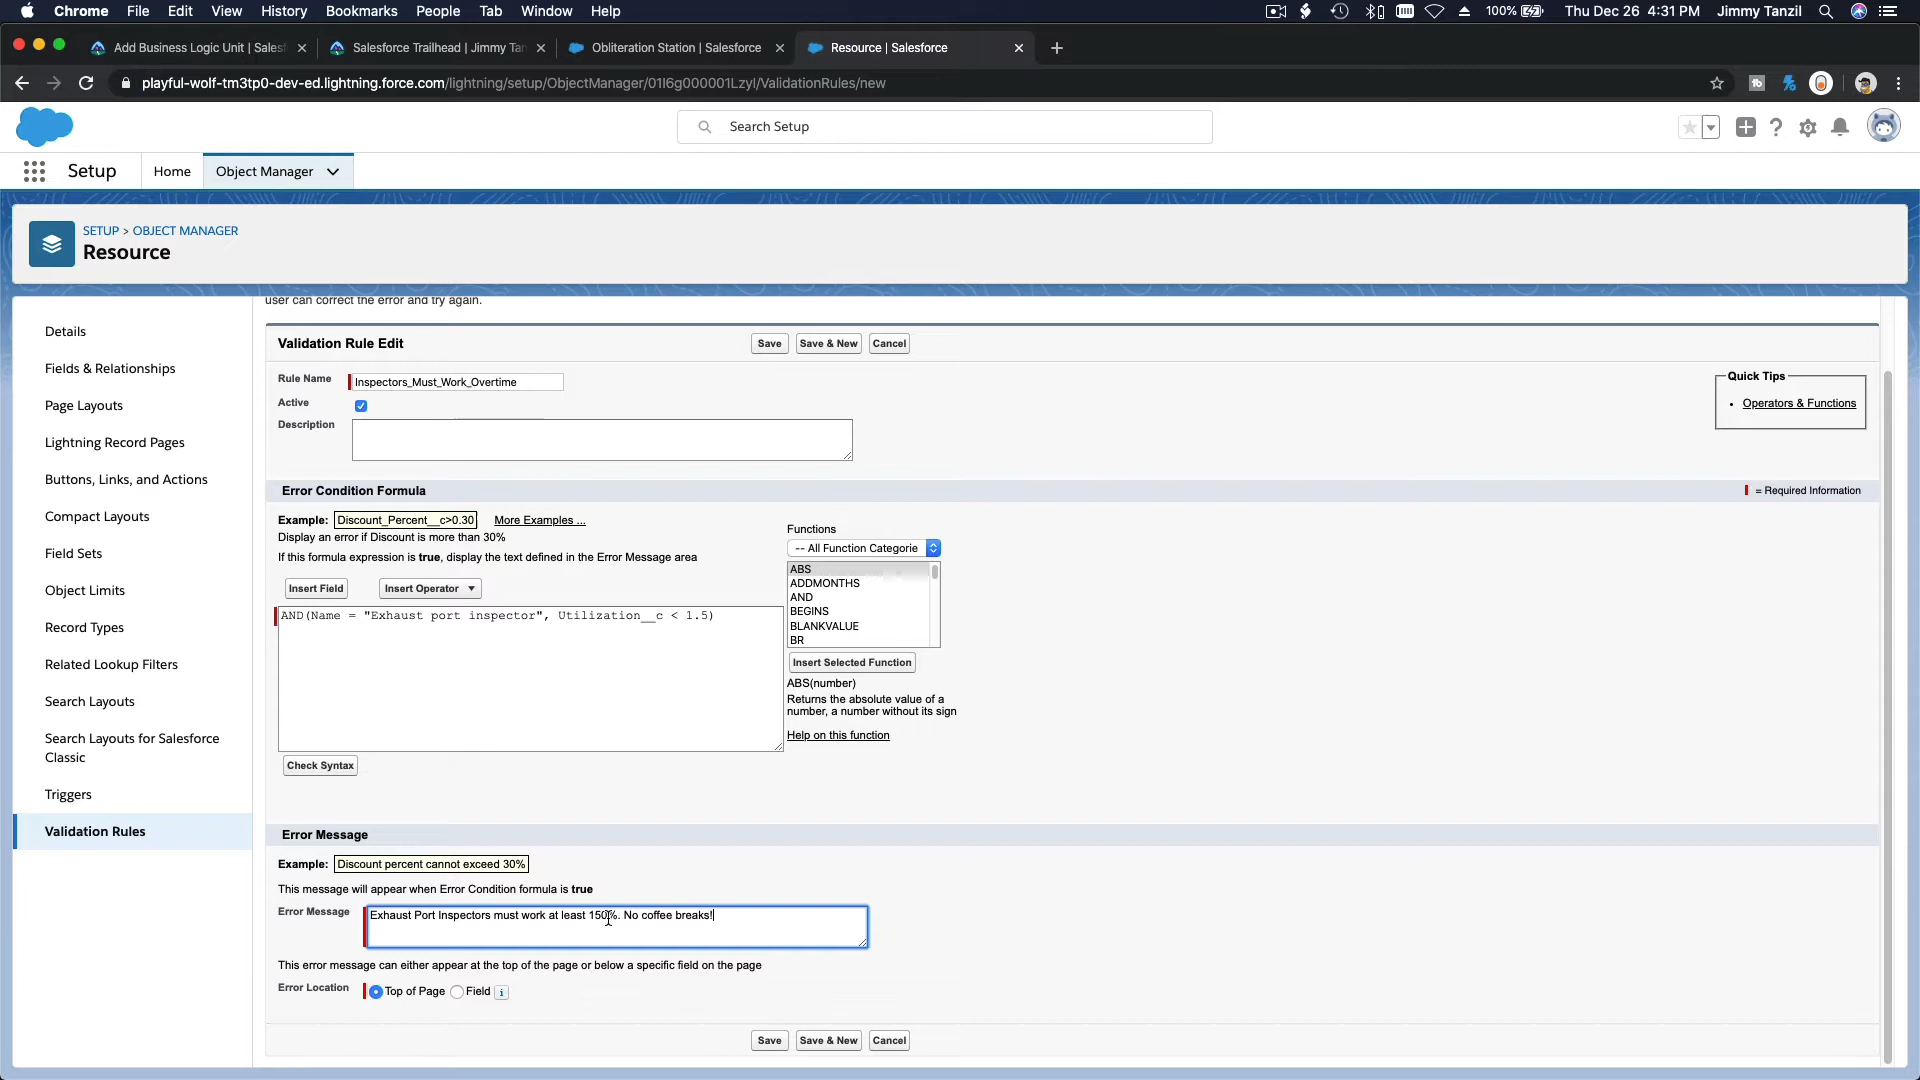 Chrome File Edit View History Bookmarks People Tab Window Help 100% Thu Dec 26 4:31 PM Jimmy Tanzil
Add Business Logic Unit | Salesf Salesforce Trailhead | Jimmy Tan Obliteration Station | Salesforce Resource | Salesforce
playful-wolf-tm3tp0-dev-ed.lightning.force.com/lightning/setup/ObjectManager/01I6g000001LzyI/ValidationRules/new
Search Setup
Setup Home Object Manager
SETUP > OBJECT MANAGER
Resource
Details
Fields & Relationships
Page Layouts
Lightning Record Pages
Buttons, Links, and Actions
Compact Layouts
Field Sets
Object Limits
Record Types
Related Lookup Filters
Search Layouts
Search Layouts for Salesforce
Classic
Triggers
Validation Rules
user can correct the error and try again.
Validation Rule Edit Save Save & New Cancel
Rule Name Inspectors_Must_Work_Overtime
Active
Description
Quick Tips
Operators & Functions
Error Condition Formula = Required Information
Example: Discount_Percent__c>0.30 More Examples ...
Display an error if Discount is more than 30%
If this formula expression is true, display the text defined in the Error Message area
Insert Field Insert Operator
AND(Name = "Exhaust port inspector", Utilization__c < 1.5)
Check Syntax
Functions
-- All Function Categorie
ABS
ADDMONTHS
AND
BEGINS
BLANKVALUE
BR
Insert Selected Function
ABS(number)
Returns the absolute value of a
number, a number without its sign
Help on this function
Error Message
Example: Discount percent cannot exceed 30%
This message will appear when Error Condition formula is true
Error Message Exhaust Port Inspectors must work at least 150%. No coffee breaks!
This error message can either appear at the top of the page or below a specific field on the page
Error Location Top of Page Field i
Save Save & New Cancel